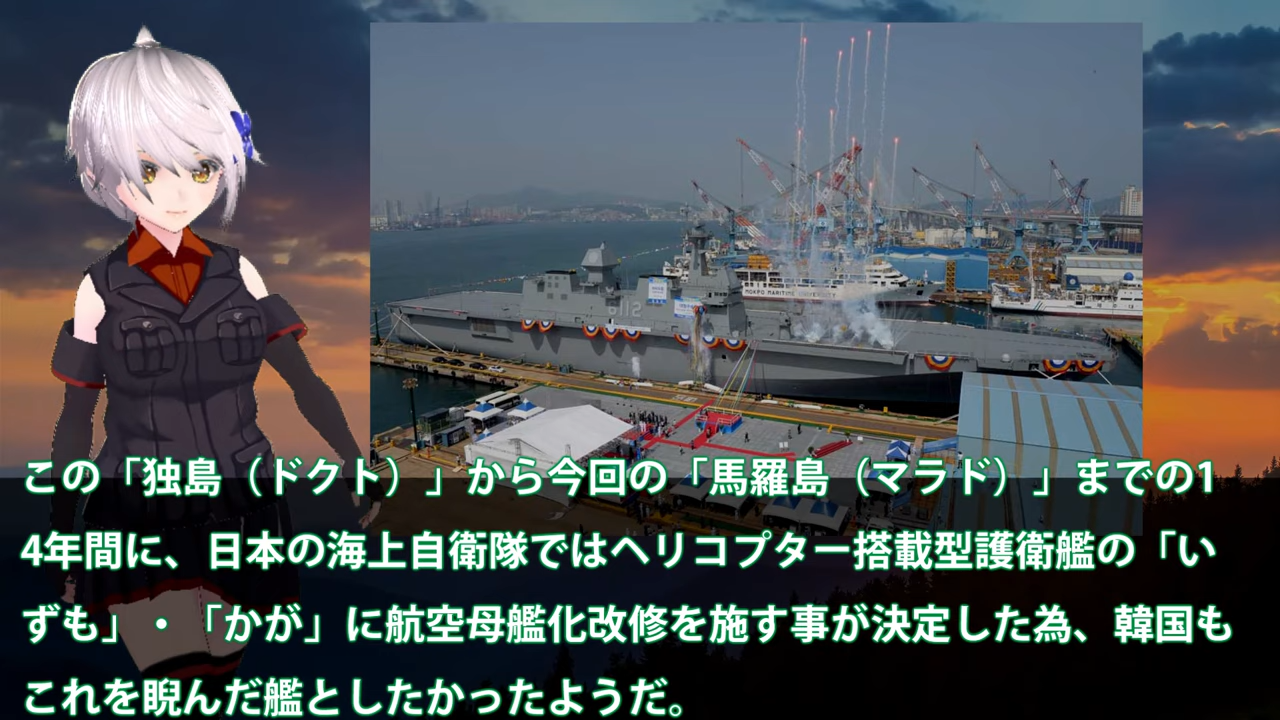 MOKPO MARITIME UNIVERSITY
この「独島（ドクト）」から今回の「馬羅島（マラド）」までの1
4年間に、日本の海上自衛隊ではヘリコプター搭載型護衛艦の「い
ずも」・「かが」に航空母艦化改修を施す事が決定した為、韓国も
これを睨んだ艦としたかったようだ。